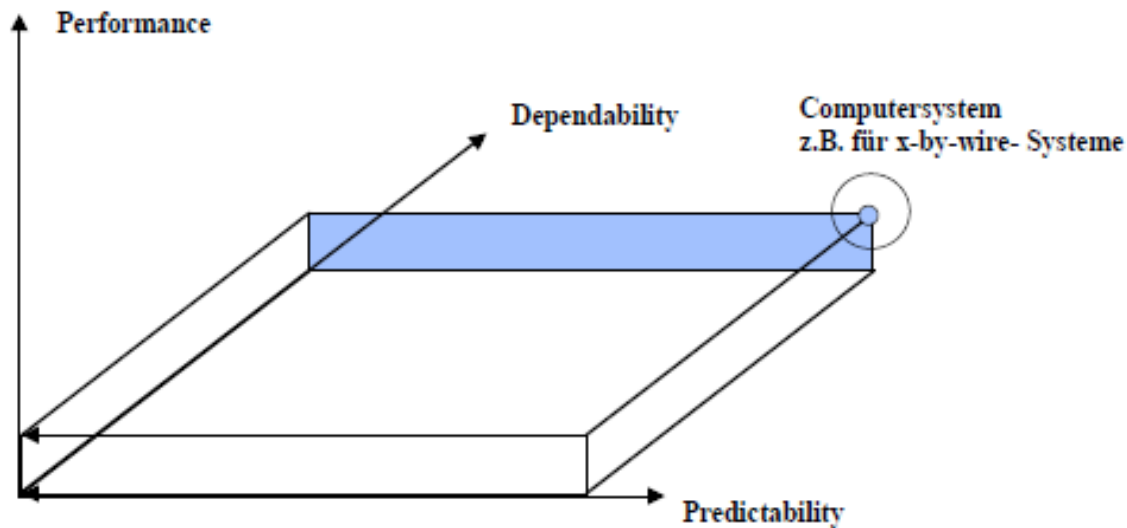 Performance
Dependability
Computersystem
z.B. für x-by-wire- Systeme
Predictability